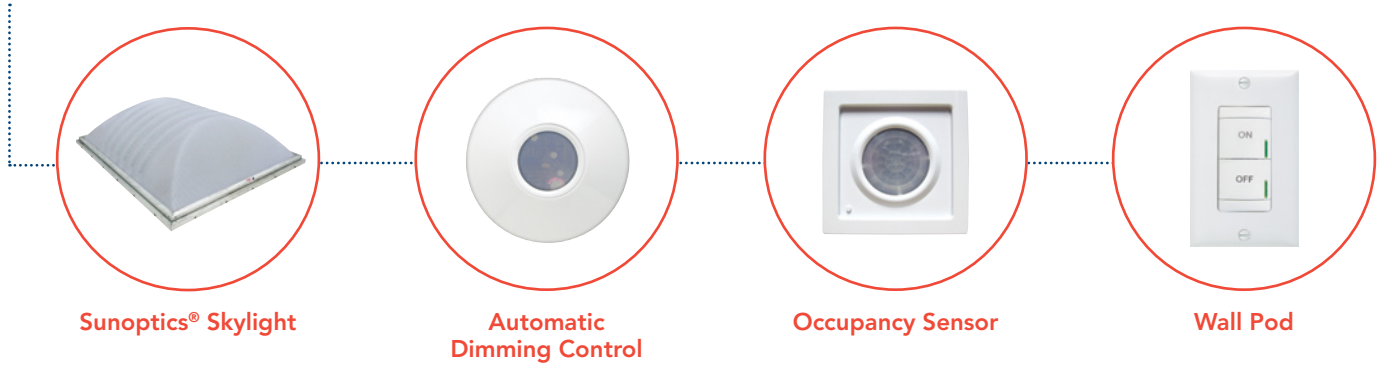 ON
OFF
Sunoptics® Skylight
Automatic
Dimming Control
Occupancy Sensor
Wall Pod